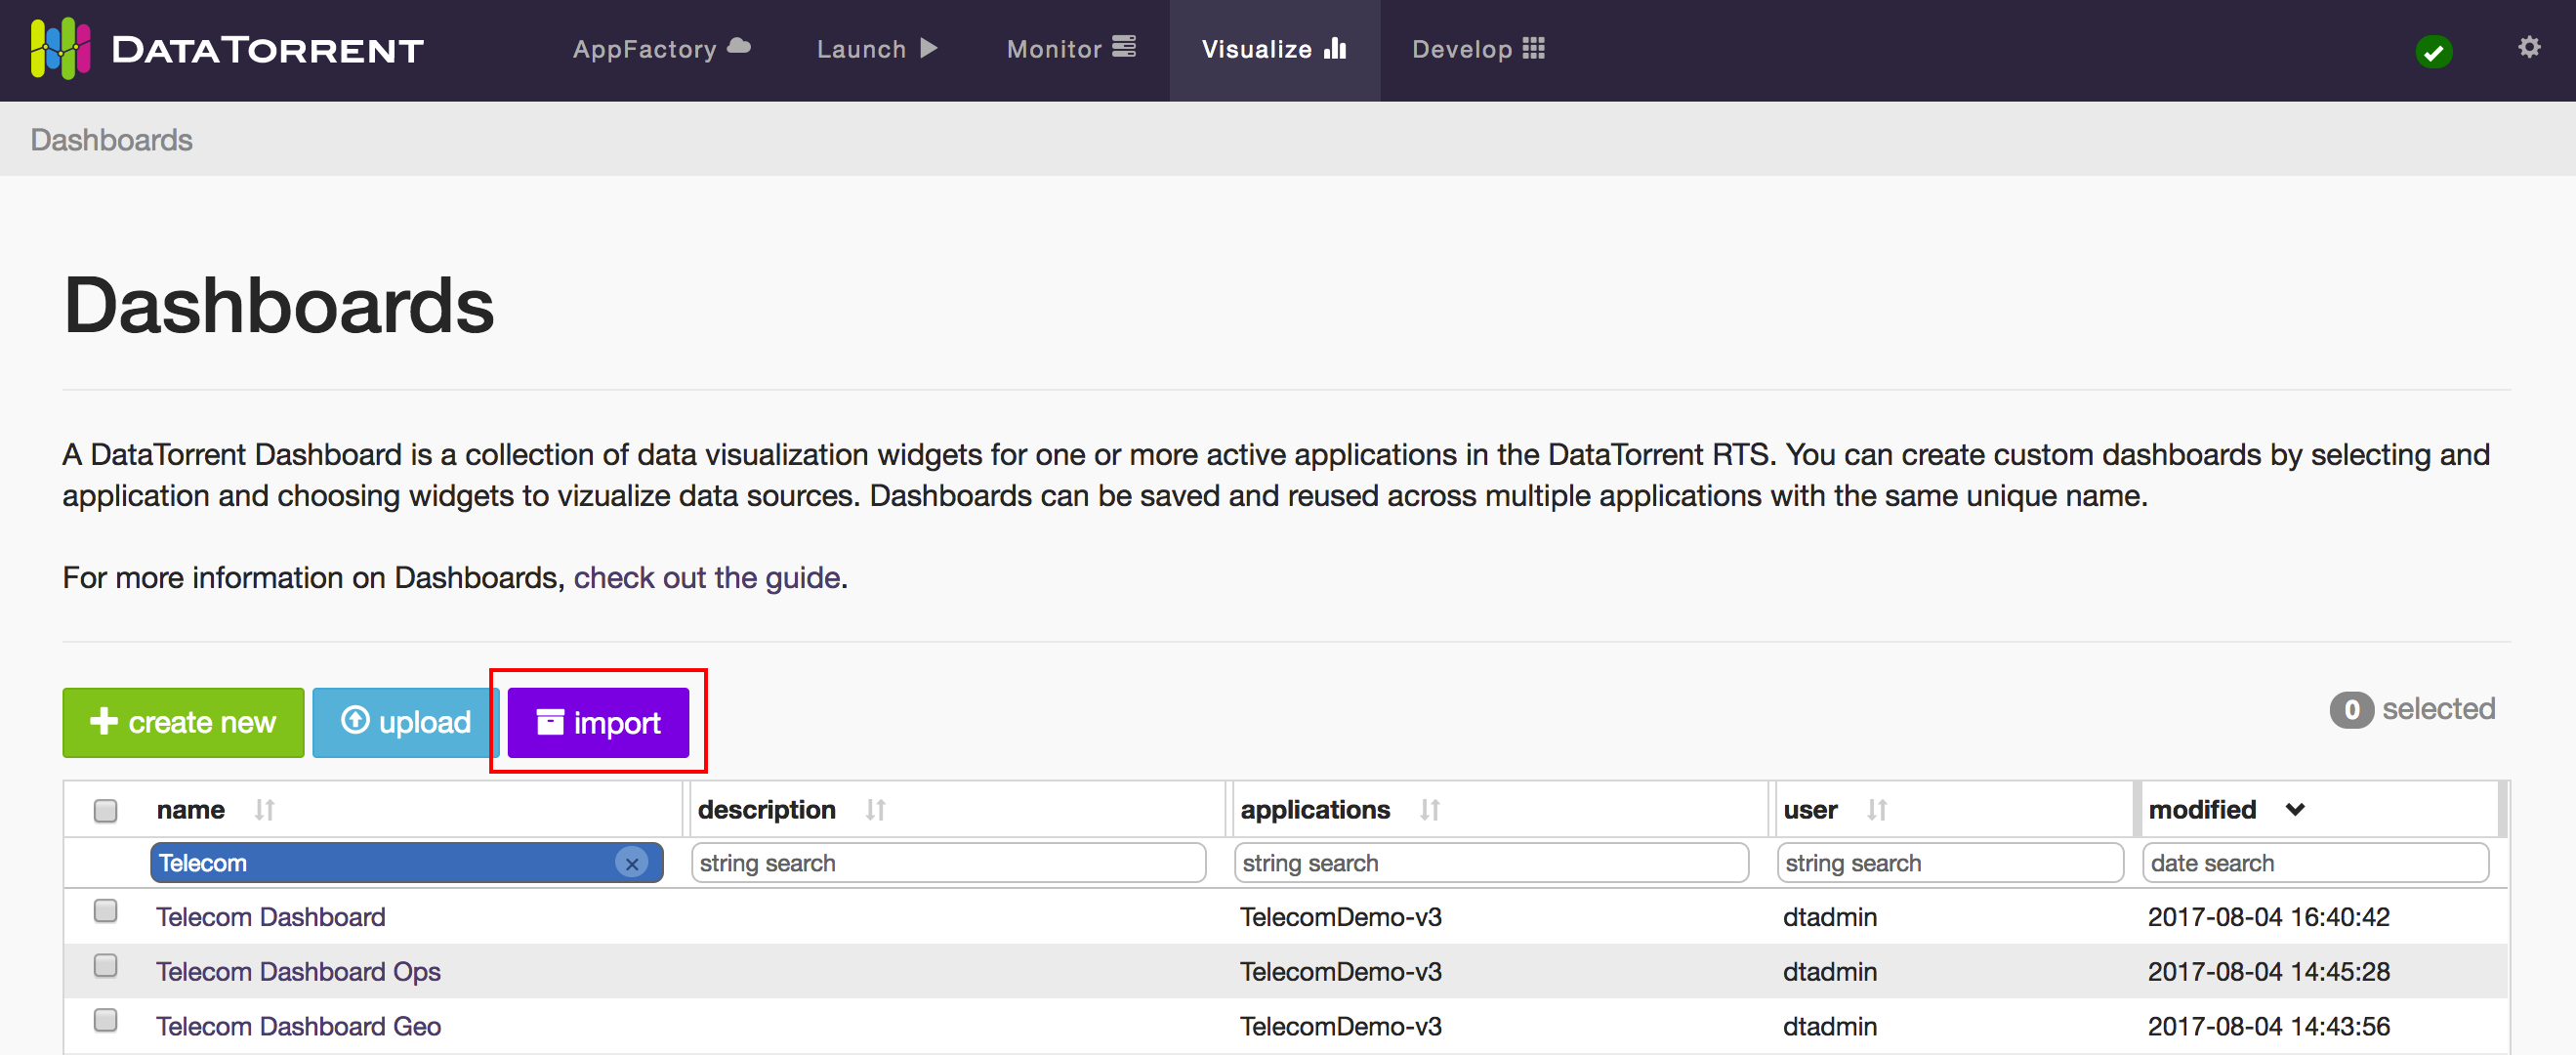 DATATORRENT AppFactory Launch Monitor Visualize Develop
Dashboards
Dashboards
A DataTorrent Dashboard is a collection of data visualization widgets for one or more active applications in the DataTorrent RTS. You can create custom dashboards by selecting and
application and choosing widgets to vizualize data sources. Dashboards can be saved and reused across multiple applications with the same unique name.
For more information on Dashboards, check out the guide.
create new upload import 0 selected
name description applications user modified
Telecom string search string search string search date search
Telecom Dashboard TelecomDemo-v3 dtadmin 2017-08-04 16:40:42
Telecom Dashboard Ops TelecomDemo-v3 dtadmin 2017-08-04 14:45:28
Telecom Dashboard Geo TelecomDemo-v3 dtadmin 2017-08-04 14:43:56